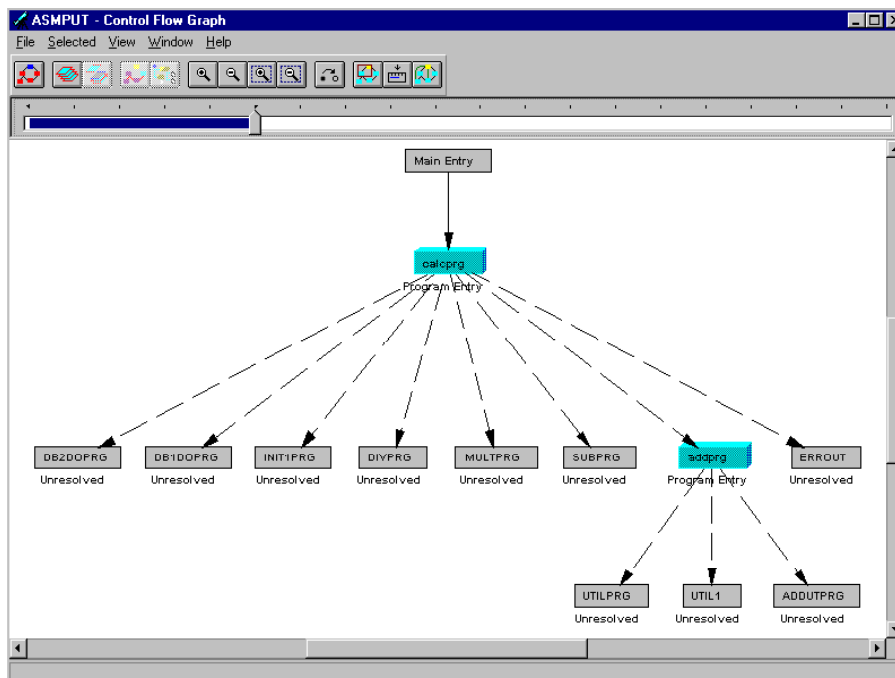 ASMPUT - Control Flow Graph
File Selected View Window Help
Main Entry
calcprg
Program Entry
DB2DOPRG DB1DOPRG INIT1PRG DIVPRG MULTPRG SUBPRG addprg ERROUT
Unresolved Unresolved Unresolved Unresolved Unresolved Unresolved Program Entry Unresolved
UTILPRG UTIL1 ADDUTPRG
Unresolved Unresolved Unresolved